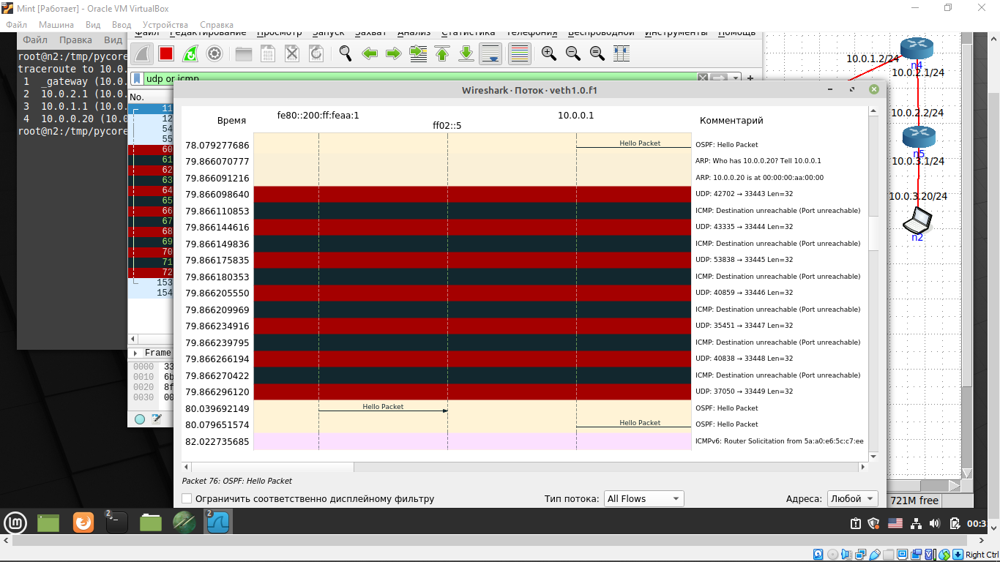 Mint [Работает] - Oracle VM VirtualBox
Файл Машина Вид Ввод Устройства Справка
Файл Правка Вид
Файл Редактирование Просмотр Запуск Захват Анализ Статистика Телефония Беспроводной Инструменты Помощь
root@n2:/tmp/pycore
traceroute to 10.0.
1 _gateway (10.0.
2 10.0.2.1 (10.0.
3 10.0.1.1 (10.0.
4 10.0.0.20 (10.0
root@n2:/tmp/pycore
udp or icmp
No.
11
12
54
55
60
61
62
63
64
65
66
67
68
69
70
71
72
153
154
Frame
0000 33
0010 6b
0020 8f
0030 00
10.0.1.2/24
n4
10.0.2.1/24
10.0.2.2/24
n5
10.0.3.1/24
10.0.3.20/24
n2
Wireshark · Поток · veth1.0.f1
Время
fe80::200:ff:feaa:1
ff02::5
10.0.0.1
Комментарий
78.079277686 Hello Packet OSPF: Hello Packet
79.866070777 ARP: Who has 10.0.0.20? Tell 10.0.0.1
79.866091216 ARP: 10.0.0.20 is at 00:00:00:aa:00:00
79.866098640 UDP: 42702 → 33443 Len=32
79.866110853 ICMP: Destination unreachable (Port unreachable)
79.866144616 UDP: 43335 → 33444 Len=32
79.866149836 ICMP: Destination unreachable (Port unreachable)
79.866175835 UDP: 53838 → 33445 Len=32
79.866180353 ICMP: Destination unreachable (Port unreachable)
79.866205550 UDP: 40859 → 33446 Len=32
79.866209969 ICMP: Destination unreachable (Port unreachable)
79.866234916 UDP: 35451 → 33447 Len=32
79.866239795 ICMP: Destination unreachable (Port unreachable)
79.866266194 UDP: 40838 → 33448 Len=32
79.866270422 ICMP: Destination unreachable (Port unreachable)
79.866296120 UDP: 37050 → 33449 Len=32
80.039692149 Hello Packet OSPF: Hello Packet
80.079651574 Hello Packet OSPF: Hello Packet
82.022735685 ICMPv6: Router Solicitation from 5a:a0:e6:5c:c7:ee
Packet 76: OSPF: Hello Packet
Ограничить соответственно дисплейному фильтру
Тип потока: All Flows
Адреса: Любой
721M free
2
2
00:3
Right Ctrl